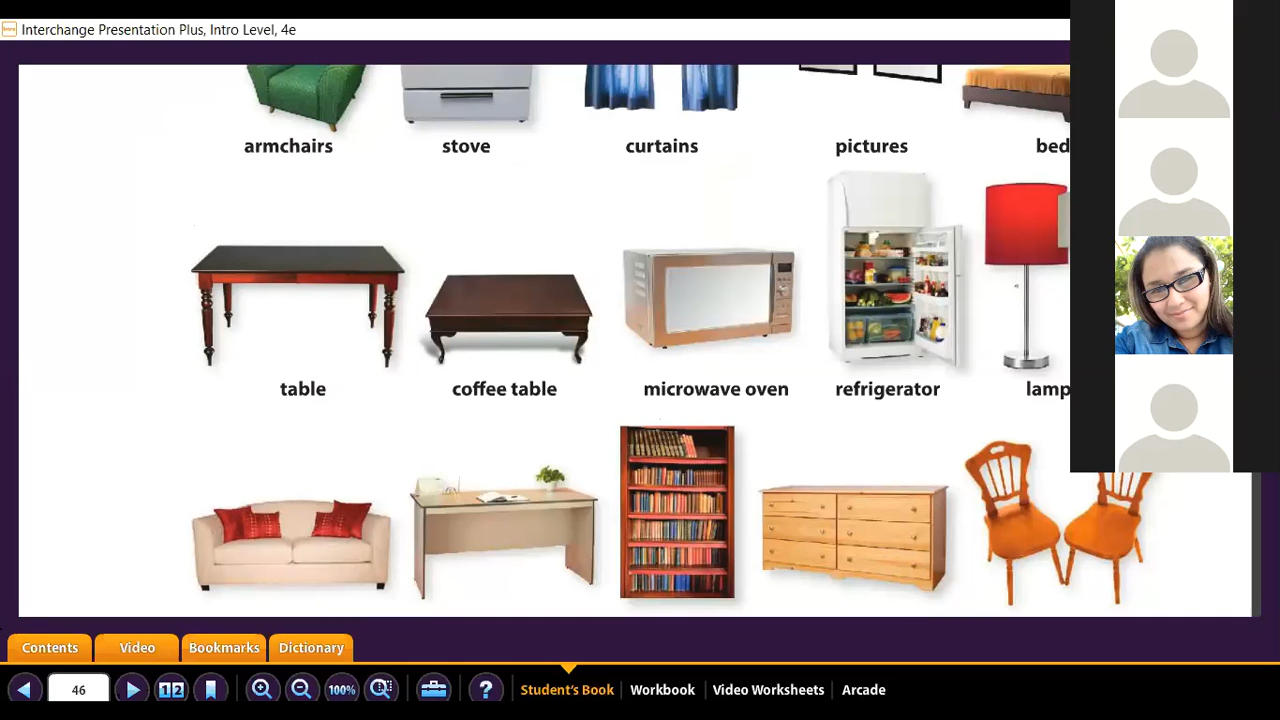 Interchange Presentation Plus, Intro Level, 4e
armchairs stove curtains pictures bed
table coffee table microwave oven refrigerator lamp
Contents Video Bookmarks Dictionary
46 12 100% ? Student's Book Workbook Video Worksheets Arcade